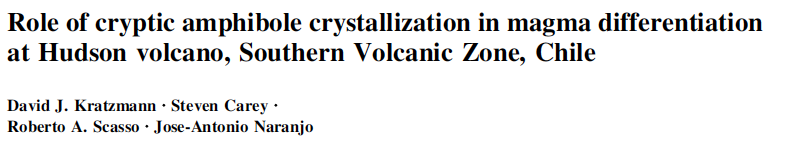 Role of cryptic amphibole crystallization in magma differentiation
at Hudson volcano, Southern Volcanic Zone, Chile
David J. Kratzmann · Steven Carey ·
Roberto A. Scasso · Jose-Antonio Naranjo